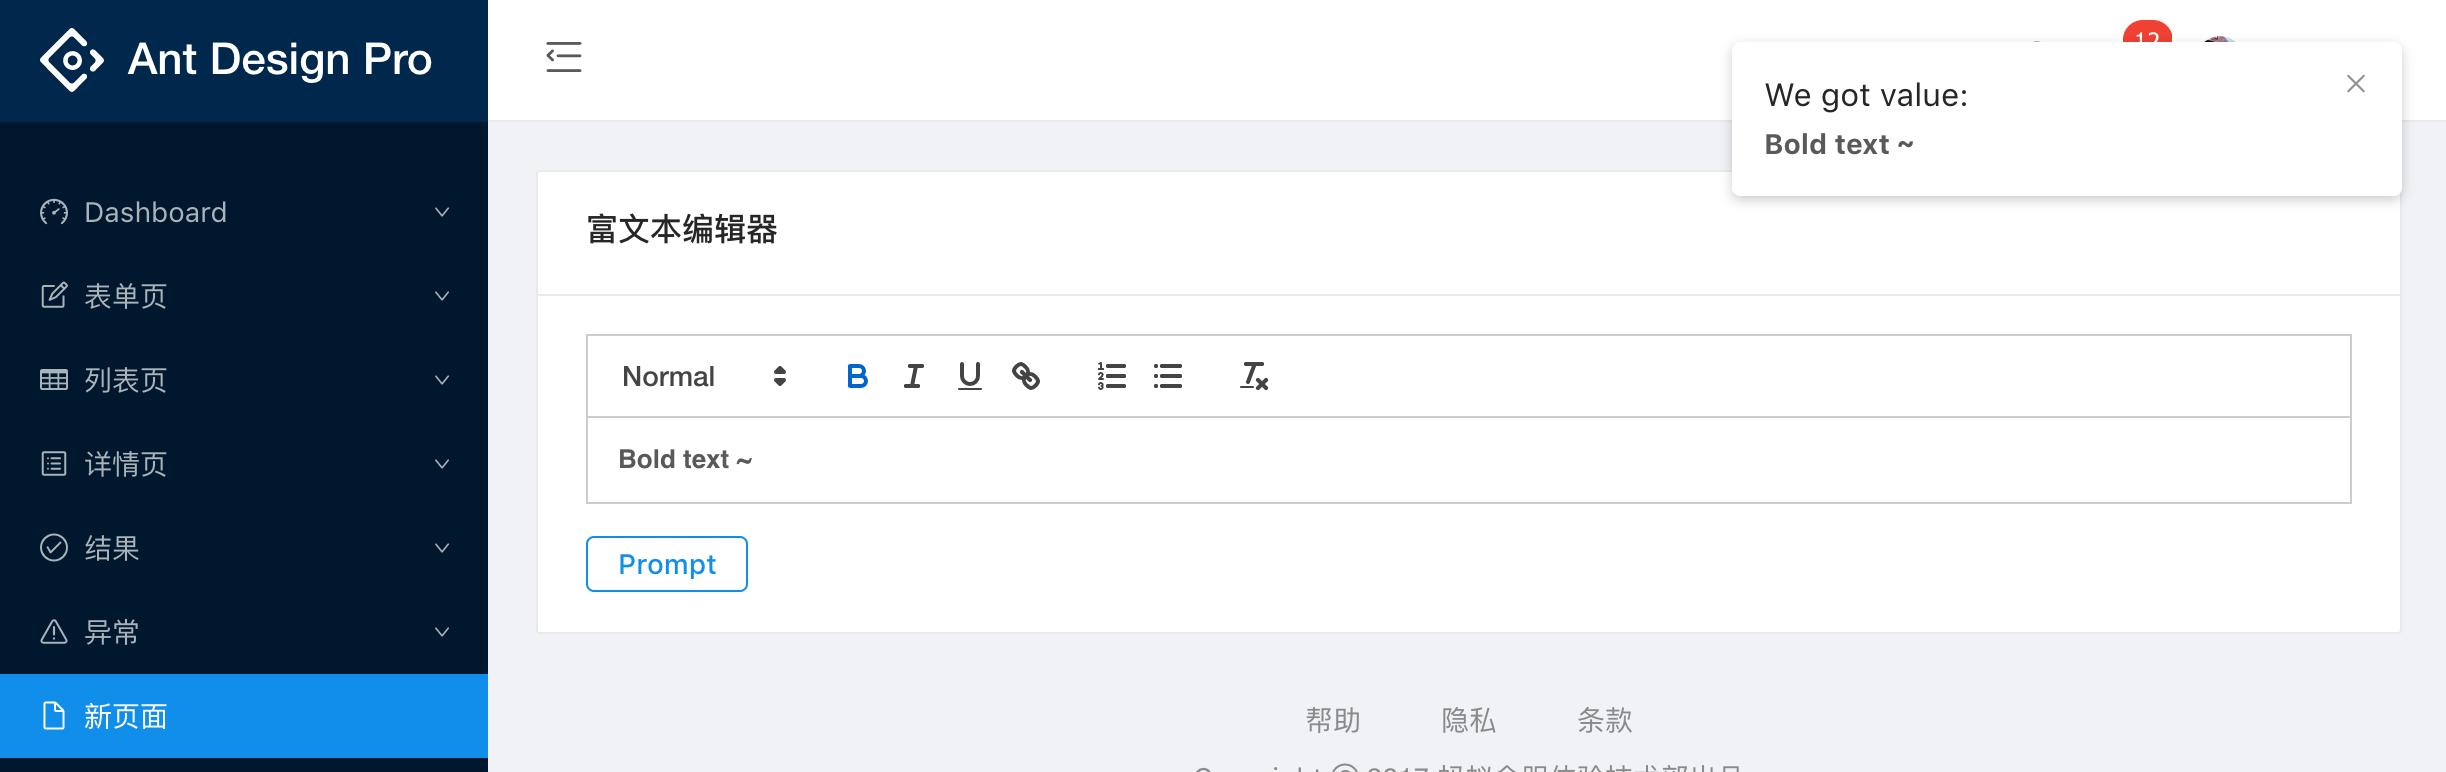 Ant Design Pro
Dashboard
表单页
列表页
详情页
结果
异常
新页面
12
We got value:
Bold text ~
富文本编辑器
Normal
Bold text ~
Prompt
帮助 隐私 条款